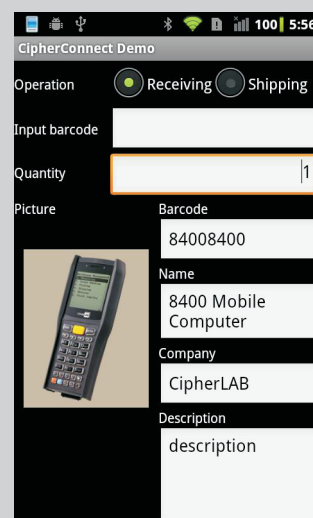 100 5:56
CipherConnect Demo
Operation
Receiving
Shipping
Input barcode
Quantity
1
Picture
Barcode
84008400
Name
8400 Mobile
Computer
Company
CipherLAB
Description
description